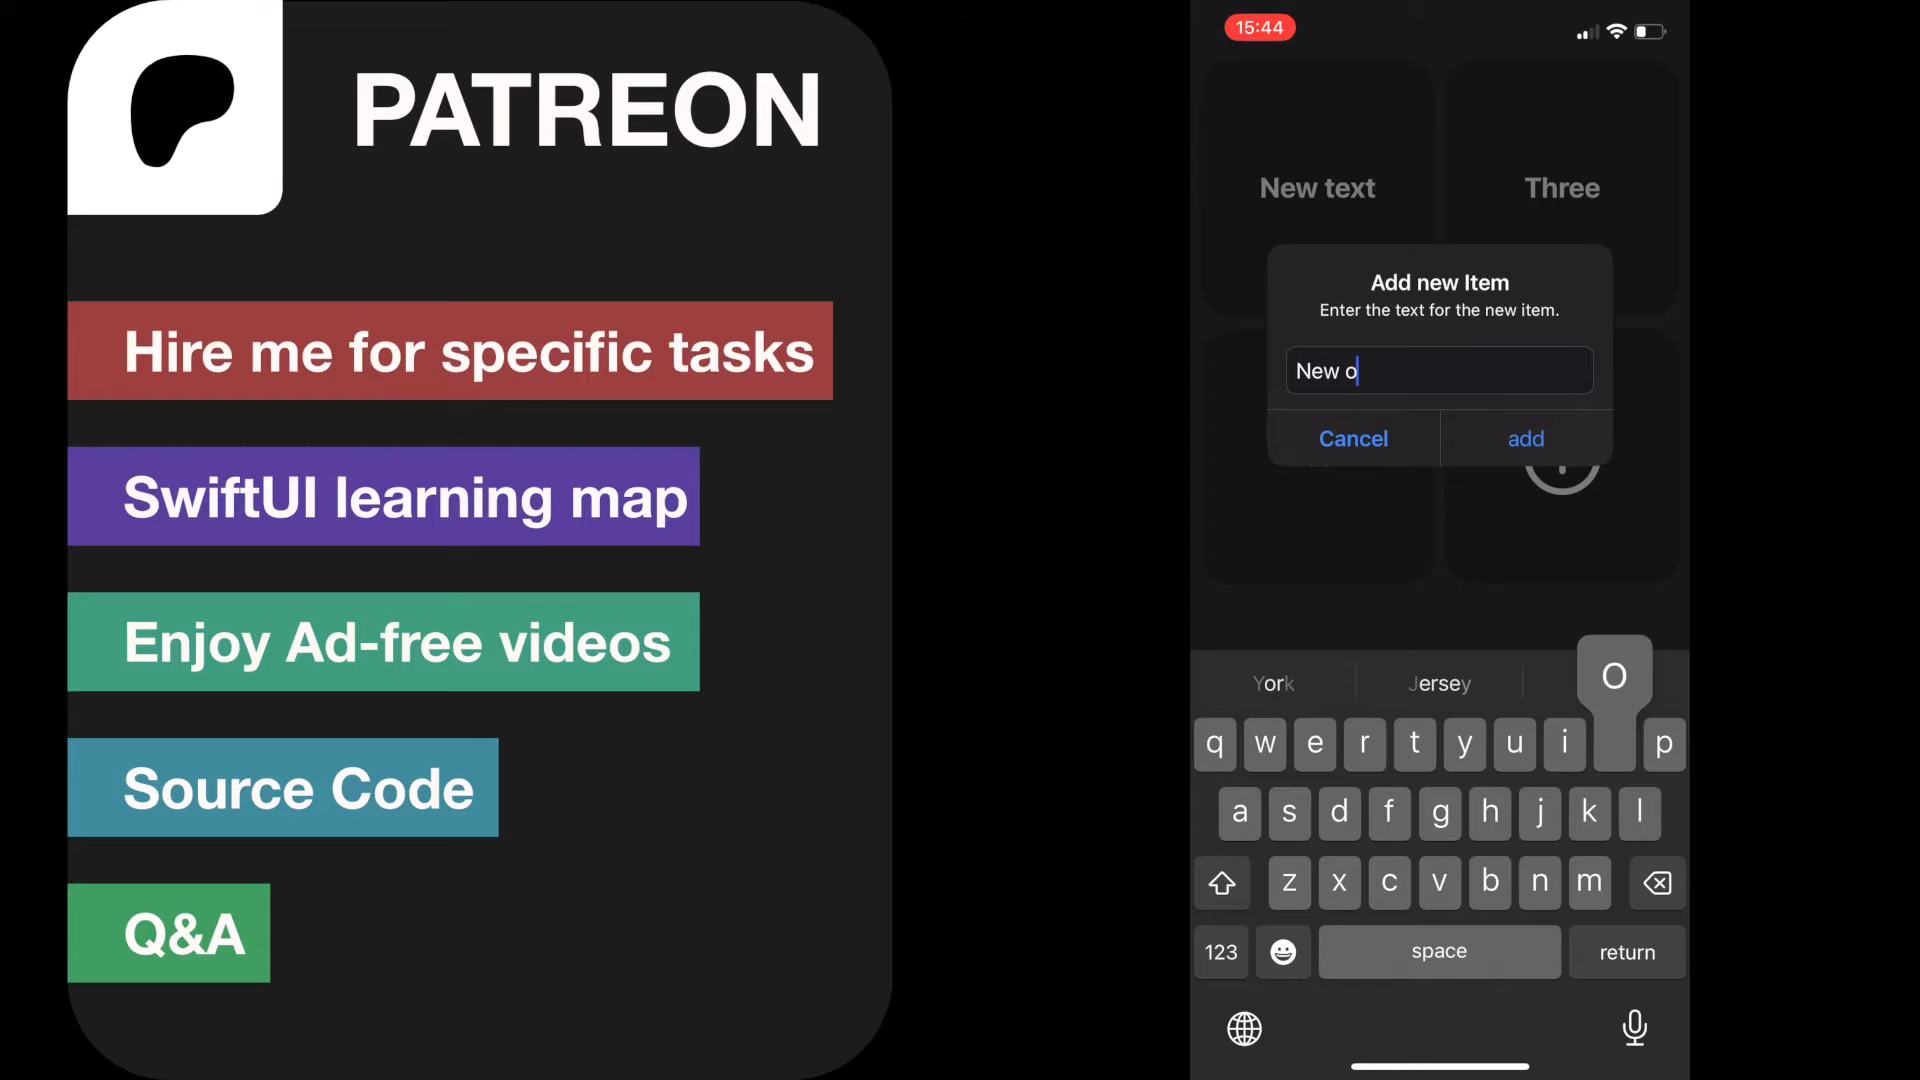 PATREON
Hire me for specific tasks
SwiftUI learning map
Enjoy Ad-free videos
Source Code
Q&A
15:44
New text
Three
Add new Item
Enter the text for the new item.
New o
Cancel
add
York
Jersey
O
q w e r t y u i p
a s d f g h j k l
z x c v b n m
123
space
return